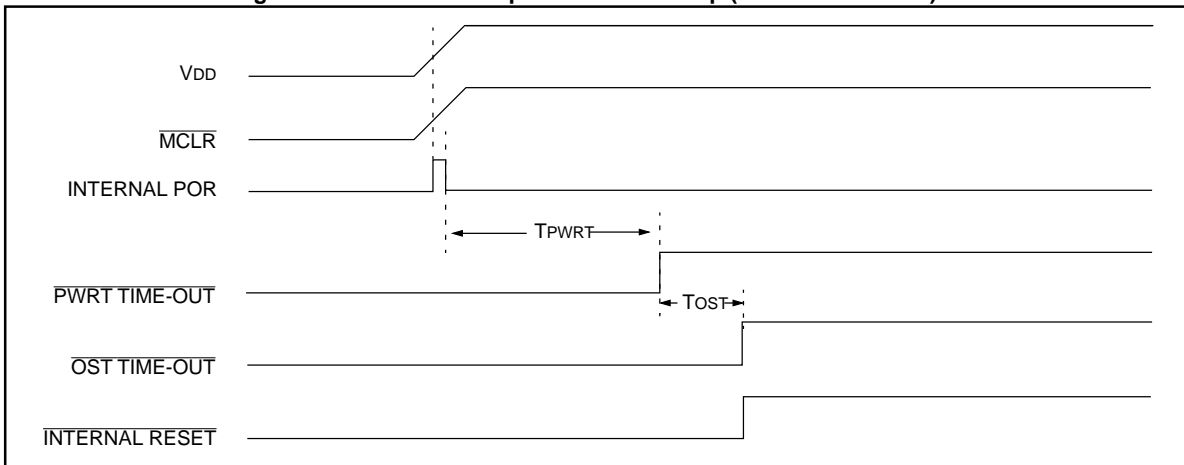 VDD
MCLR
INTERNAL POR
TPWRT
PWRT TIME-OUT
TOST
OST TIME-OUT
INTERNAL RESET